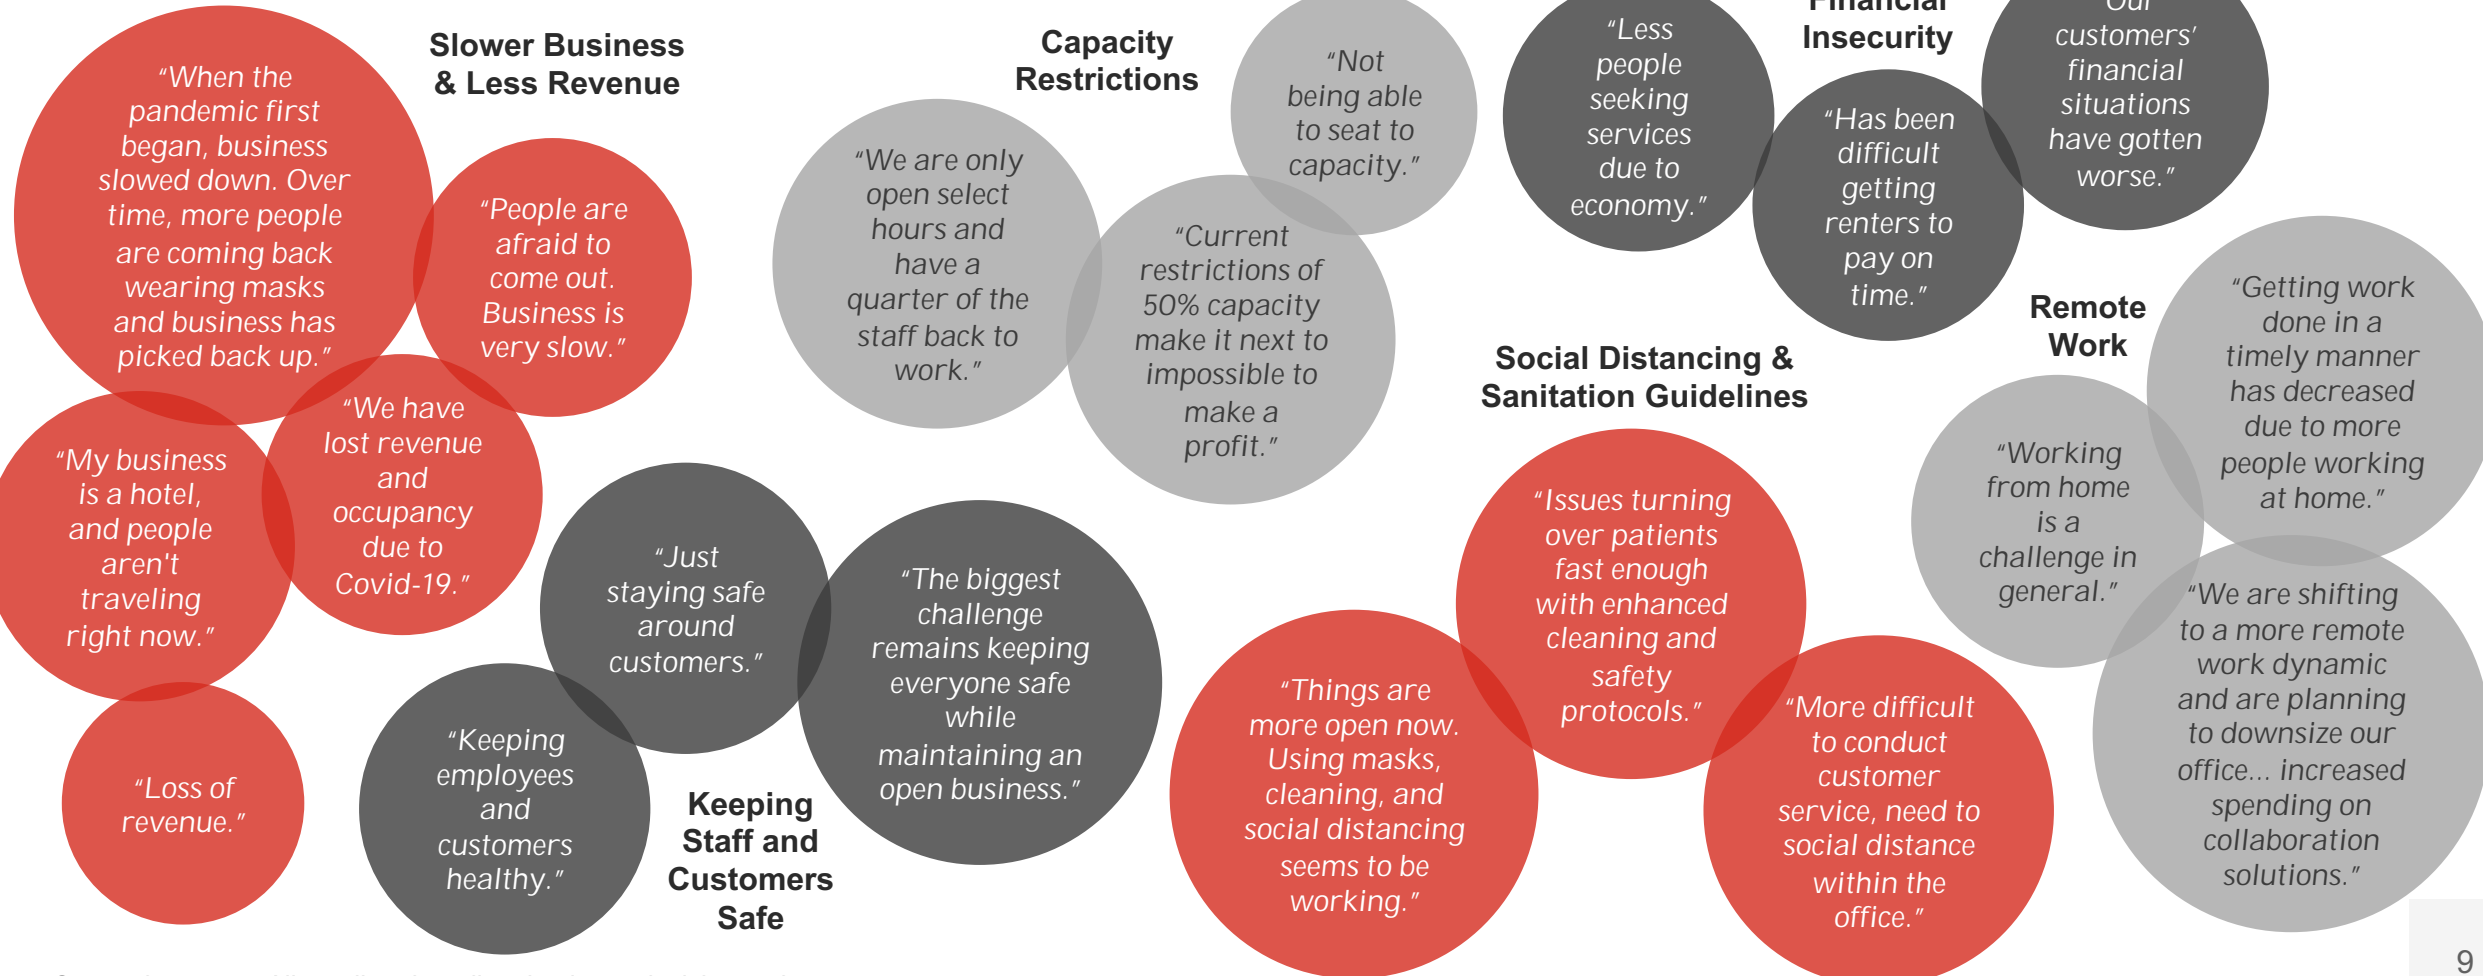 Slower Business
& Less Revenue
“When the
pandemic first
began, business
slowed down. Over
time, more people
are coming back
wearing masks
and business has
picked back up.”
“People are
afraid to
come out.
Business is
very slow.”
“My business
is a hotel,
and people
aren't
traveling
right now.”
“We have
lost revenue
and
occupancy
due to
Covid-19.”
“Loss of
revenue.”
Capacity
Restrictions
“We are only
open select
hours and
have a
quarter of the
staff back to
work.”
“Not
being able
to seat to
capacity.”
“Current
restrictions of
50% capacity
make it next to
impossible to
make a
profit.”
Financial
Insecurity
“Less
people
seeking
services
due to
economy.”
“Has been
difficult
getting
renters to
pay on
time.”
“Our
customers’
financial
situations
have gotten
worse.”
“Just
staying safe
around
customers.”
“The biggest
challenge
remains keeping
everyone safe
while
maintaining an
open business.”
“Keeping
employees
and
customers
healthy.”
Keeping
Staff and
Customers
Safe
Social Distancing &
Sanitation Guidelines
“Issues turning
over patients
fast enough
with enhanced
cleaning and
safety
protocols.”
“Things are
more open now.
Using masks,
cleaning, and
social distancing
seems to be
working.”
“More difficult
to conduct
customer
service, need to
social distance
within the
office.”
Remote
Work
“Getting work
done in a
timely manner
has decreased
due to more
people working
at home.”
“Working
from home
is a
challenge in
general.”
“We are shifting
to a more remote
work dynamic
and are planning
to downsize our
office... increased
spending on
collaboration
solutions.”
9